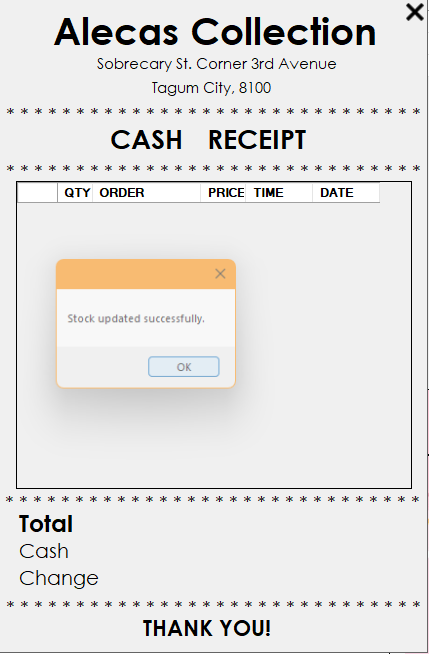 Alecas Collection
Sobrecary St. Corner 3rd Avenue
Tagum City, 8100
* * * * * * * * * * * * * * * * * * * * * * * * * * * * * * * *
CASH RECEIPT
* * * * * * * * * * * * * * * * * * * * * * * * * * * * * * * *
QTY ORDER PRICE TIME DATE
Stock updated successfully.
OK
* * * * * * * * * * * * * * * * * * * * * * * * * * * * * * * *
Total
Cash
Change
* * * * * * * * * * * * * * * * * * * * * * * * * * * * * * * *
THANK YOU!